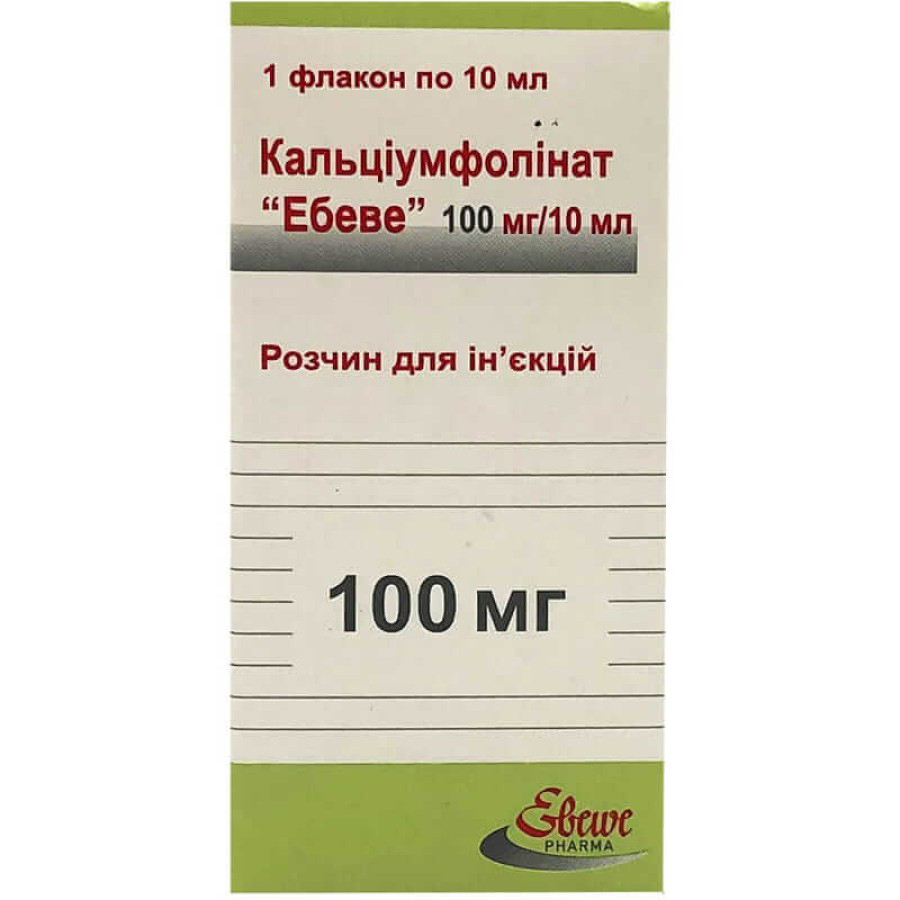 1 флакон по 10 мл
Кальціумфолінат
“Ебеве” 100 мг/10 мл
Розчин для ін’єкцій
100 мг
Ebewe
PHARMA